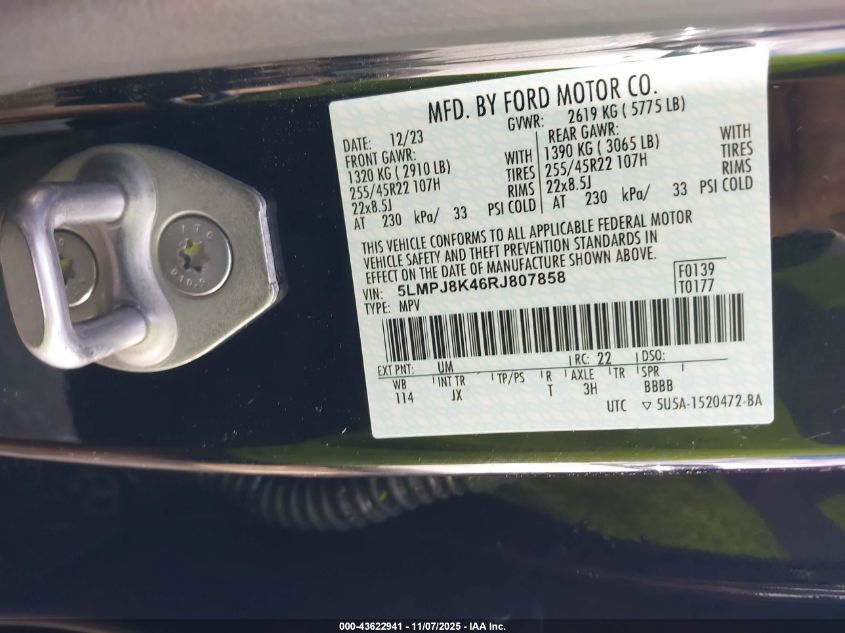 MFD. BY FORD MOTOR CO.
DATE: 12/23 GVWR: 2619 KG ( 5775 LB)
FRONT GAWR: REAR GAWR:
1320 KG ( 2910 LB) WITH 1390 KG ( 3065 LB) WITH
255/45R22 107H TIRES 255/45R22 107H TIRES
22x8.5J RIMS 22x8.5J RIMS
AT 230 kPa/ 33 PSI COLD AT 230 kPa/ 33 PSI COLD
THIS VEHICLE CONFORMS TO ALL APPLICABLE FEDERAL MOTOR
VEHICLE SAFETY AND THEFT PREVENTION STANDARDS IN
EFFECT ON THE DATE OF MANUFACTURE SHOWN ABOVE.
VIN: 5LMPJ8K46RJ807858 F0139
TYPE: MPV T0177
EXT PNT: UM RC: 22 DSO:
WB INT TR TP/PS R AXLE TR SPR
114 JX T 3H BBBB
UTC ▽ 5U5A-1520472-BA
000-43622941 - 11/07/2025 - IAA Inc.